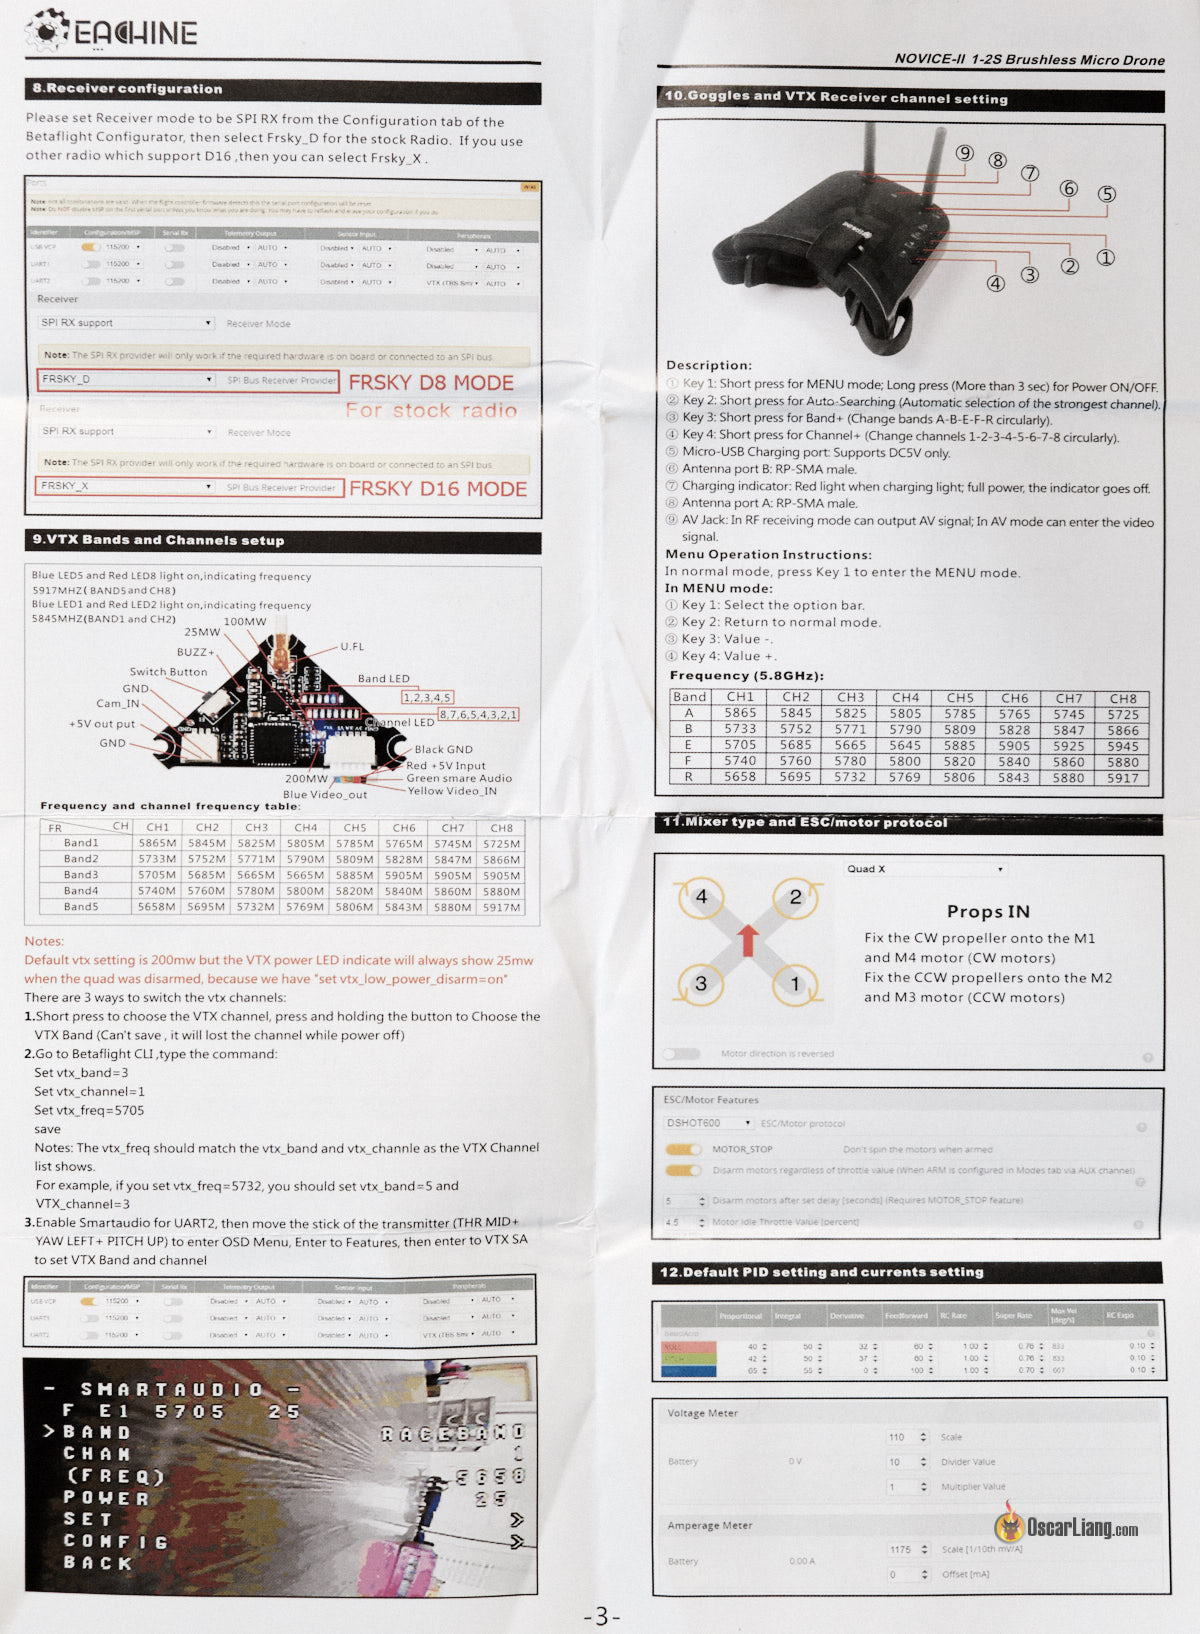 EACHINE
NOVICE-II 1-2S Brushless Micro Drone
8.Receiver configuration
Please set Receiver mode to be SPI RX from the Configuration tab of the
Betaflight Configurator, then select Frsky_D for the stock Radio. If you use
other radio which support D16 ,then you can select Frsky_X .
Ports
Note: not all combinations are valid. When the flight controller firmware detects this the serial port configuration will be reset.
Note: Do NOT disable MSP on the first serial port unless you know what you are doing. You may have to reflash and erase your configuration if you do.
Identifier Configuration/MSP Serial Rx Telemetry Output Sensor Input Peripherals
USB VCP 115200 Disabled AUTO Disabled AUTO Disabled AUTO
UART1 115200 Disabled AUTO Disabled AUTO Disabled AUTO
UART2 115200 Disabled AUTO Disabled AUTO VTX (TBS Sm AUTO
Receiver
SPI RX support Receiver Mode
Note: The SPI RX provider will only work if the required hardware is on board or connected to an SPI bus.
FRSKY_D SPI Bus Receiver Provider FRSKY D8 MODE
Receiver For stock radio
SPI RX support Receiver Mode
Note: The SPI RX provider will only work if the required hardware is on board or connected to an SPI bus.
FRSKY_X SPI Bus Receiver Provider FRSKY D16 MODE
9.VTX Bands and Channels setup
Blue LED5 and Red LED8 light on,indicating frequency
5917MHZ( BAND5 and CH8)
Blue LED1 and Red LED2 light on,indicating frequency
5845MHZ(BAND1 and CH2)
100MW
25MW
BUZZ+
U.FL
Switch Button
Band LED
GND
1,2,3,4,5
Cam_IN
8,7,6,5,4,3,2,1
+5V out put
Channel LED
GND
Black GND
Red +5V Input
200MW
Green smare Audio
Blue Video_out
Yellow Video_IN
Frequency and channel frequency table:
FR CH CH1 CH2 CH3 CH4 CH5 CH6 CH7 CH8
Band1 5865M 5845M 5825M 5805M 5785M 5765M 5745M 5725M
Band2 5733M 5752M 5771M 5790M 5809M 5828M 5847M 5866M
Band3 5705M 5685M 5665M 5665M 5885M 5905M 5905M 5905M
Band4 5740M 5760M 5780M 5800M 5820M 5840M 5860M 5880M
Band5 5658M 5695M 5732M 5769M 5806M 5843M 5880M 5917M
Notes:
Default vtx setting is 200mw but the VTX power LED indicate will always show 25mw
when the quad was disarmed, because we have "set vtx_low_power_disarm=on"
There are 3 ways to switch the vtx channels:
1.Short press to choose the VTX channel, press and holding the button to Choose the
VTX Band (Can't save , it will lost the channel while power off)
2.Go to Betaflight CLI ,type the command:
Set vtx_band=3
Set vtx_channel=1
Set vtx_freq=5705
save
Notes: The vtx_freq should match the vtx_band and vtx_channle as the VTX Channel
list shows.
For example, if you set vtx_freq=5732, you should set vtx_band=5 and
VTX_channel=3
3.Enable Smartaudio for UART2, then move the stick of the transmitter (THR MID+
YAW LEFT+ PITCH UP) to enter OSD Menu, Enter to Features, then enter to VTX SA
to set VTX Band and channel
Identifier Configuration/MSP Serial Rx Telemetry Output Sensor Input Peripherals
USB VCP 115200 Disabled AUTO Disabled AUTO Disabled AUTO
UART1 115200 Disabled AUTO Disabled AUTO Disabled AUTO
UART2 115200 Disabled AUTO Disabled AUTO VTX (TBS Sm AUTO
- SMARTAUDIO -
F E1 5705 25
>BAND RACEBAND
CHAN 1
(FREQ) 5658
POWER 25
SET >
CONFIG >
BACK
10.Goggles and VTX Receiver channel setting
⑨
⑧
⑦
⑥
⑤
①
②
③
④
Description:
① Key 1: Short press for MENU mode; Long press (More than 3 sec) for Power ON/OFF.
② Key 2: Short press for Auto-Searching (Automatic selection of the strongest channel).
③ Key 3: Short press for Band+ (Change bands A-B-E-F-R circularly).
④ Key 4: Short press for Channel+ (Change channels 1-2-3-4-5-6-7-8 circularly).
⑤ Micro-USB Charging port: Supports DC5V only.
⑥ Antenna port B: RP-SMA male.
⑦ Charging indicator: Red light when charging light; full power, the indicator goes off.
⑧ Antenna port A: RP-SMA male.
⑨ AV Jack: In RF receiving mode can output AV signal; In AV mode can enter the video
signal.
Menu Operation Instructions:
In normal mode, press Key 1 to enter the MENU mode.
In MENU mode:
① Key 1: Select the option bar.
② Key 2: Return to normal mode.
③ Key 3: Value -.
④ Key 4: Value +.
Frequency (5.8GHz):
Band CH1 CH2 CH3 CH4 CH5 CH6 CH7 CH8
A 5865 5845 5825 5805 5785 5765 5745 5725
B 5733 5752 5771 5790 5809 5828 5847 5866
E 5705 5685 5665 5645 5885 5905 5925 5945
F 5740 5760 5780 5800 5820 5840 5860 5880
R 5658 5695 5732 5769 5806 5843 5880 5917
11.Mixer type and ESC/motor protocol
Quad X
4 2
3 1
Props IN
Fix the CW propeller onto the M1
and M4 motor (CW motors)
Fix the CCW propellers onto the M2
and M3 motor (CCW motors)
Motor direction is reversed
ESC/Motor Features
DSHOT600 ESC/Motor protocol
MOTOR_STOP Don't spin the motors when armed
Disarm motors regardless of throttle value (When ARM is configured in Modes tab via AUX channel)
5 Disarm motors after set delay [seconds] (Requires MOTOR_STOP feature)
4.5 Motor Idle Throttle Value [percent]
12.Default PID setting and currents setting
Proportional Integral Derivative Feedforward RC Rate Super Rate Max Vel [deg/s] RC Expo
Basic/Acro
ROLL 40 50 32 60 1.00 0.76 833 0.10
PITCH 42 50 37 60 1.00 0.76 833 0.10
65 55 0 100 1.00 0.70 667 0.10
Voltage Meter
110 Scale
Battery 0 V 10 Divider Value
1 Multiplier Value
OscarLiang.com
Amperage Meter
1175 Scale [1/10th mV/A]
Battery 0.00 A
0 Offset [mA]
-3-